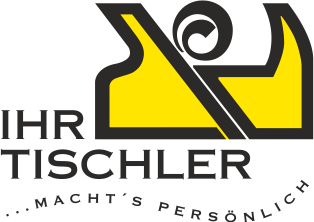 IHR
TISCHLER
...MACHT´S PERSÖNLICH